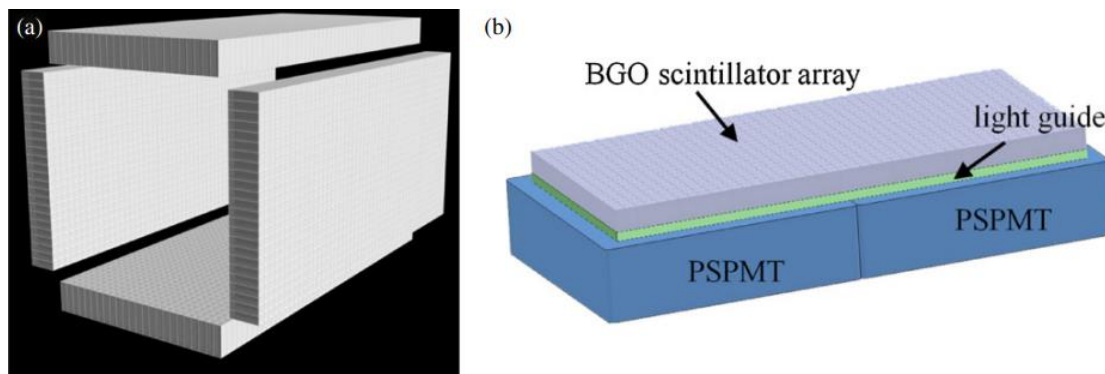 (a)
(b)
BGO scintillator array
light guide
PSPMT
PSPMT